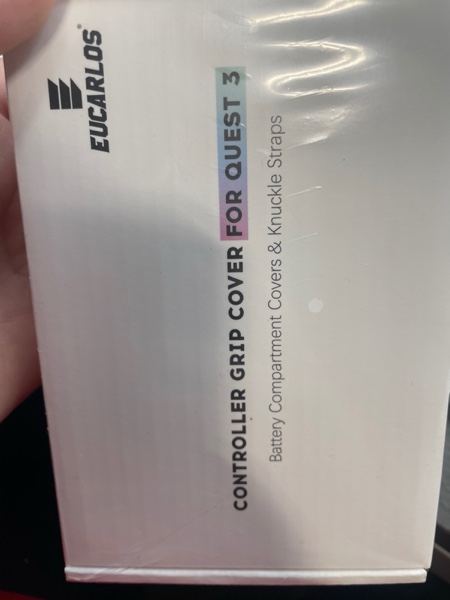 EUCARLOS®
CONTROLLER GRIP COVER FOR QUEST 3
Battery Compartment Covers & Knuckle Straps